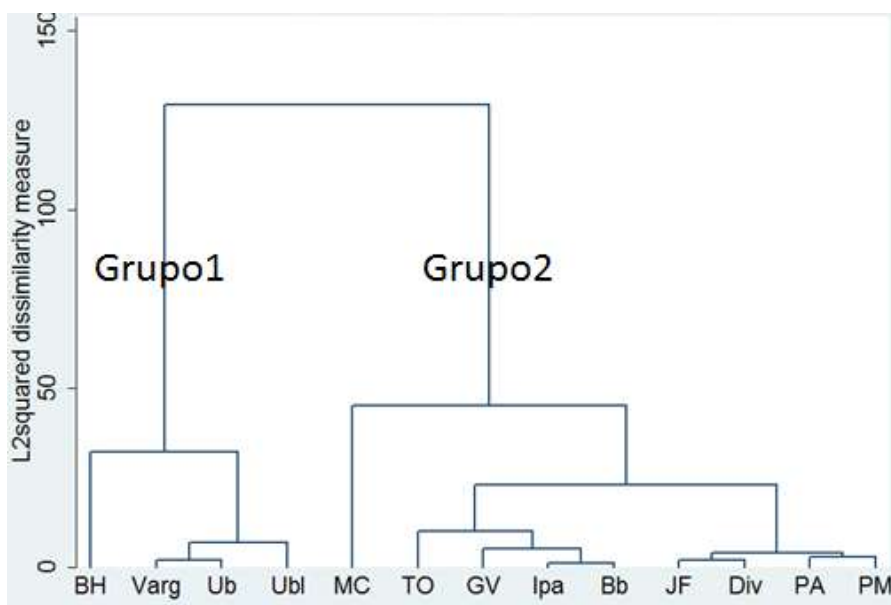 150
L2squared dissimilarity measure
100
Grupo1 Grupo2
50
0
BH Varg Ub Ubl MC TO GV Ipa Bb JF Div PA PM